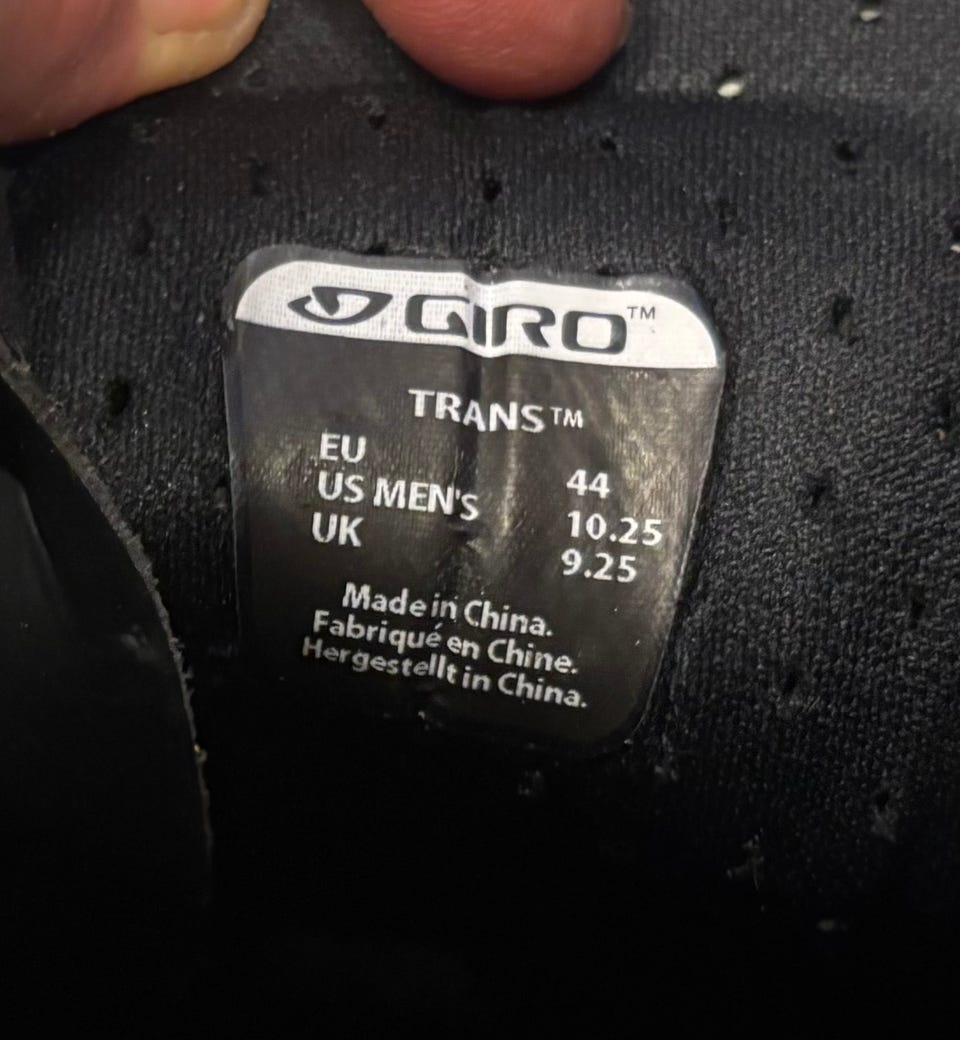 GIRO™
TRANS™
EU 44
US MEN'S 10.25
UK 9.25
Made in China.
Fabriqué en Chine.
Hergestellt in China.